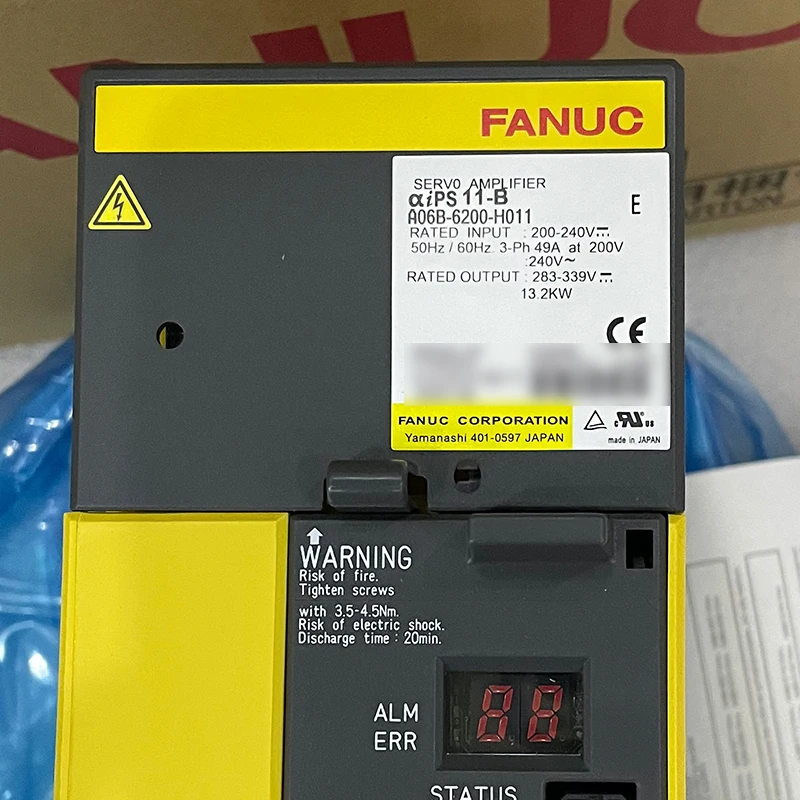 FANUC
SERVO AMPLIFIER
αiPS 11-B
E
A06B-6200-H011
RATED INPUT : 200-240V⎓
50Hz / 60Hz. 3-Ph 49A at 200V
:240V～
RATED OUTPUT : 283-339V⎓
13.2KW
CE
FANUC CORPORATION
Yamanashi 401-0597 JAPAN
c RU us
made in JAPAN
WARNING
Risk of fire.
Tighten screws
with 3.5-4.5Nm.
Risk of electric shock.
Discharge time : 20min.
ALM
ERR
88
STATUS